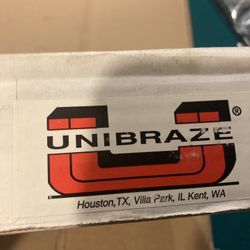 UNIBRAZE®
Houston, TX, Villa Park, IL Kent, WA